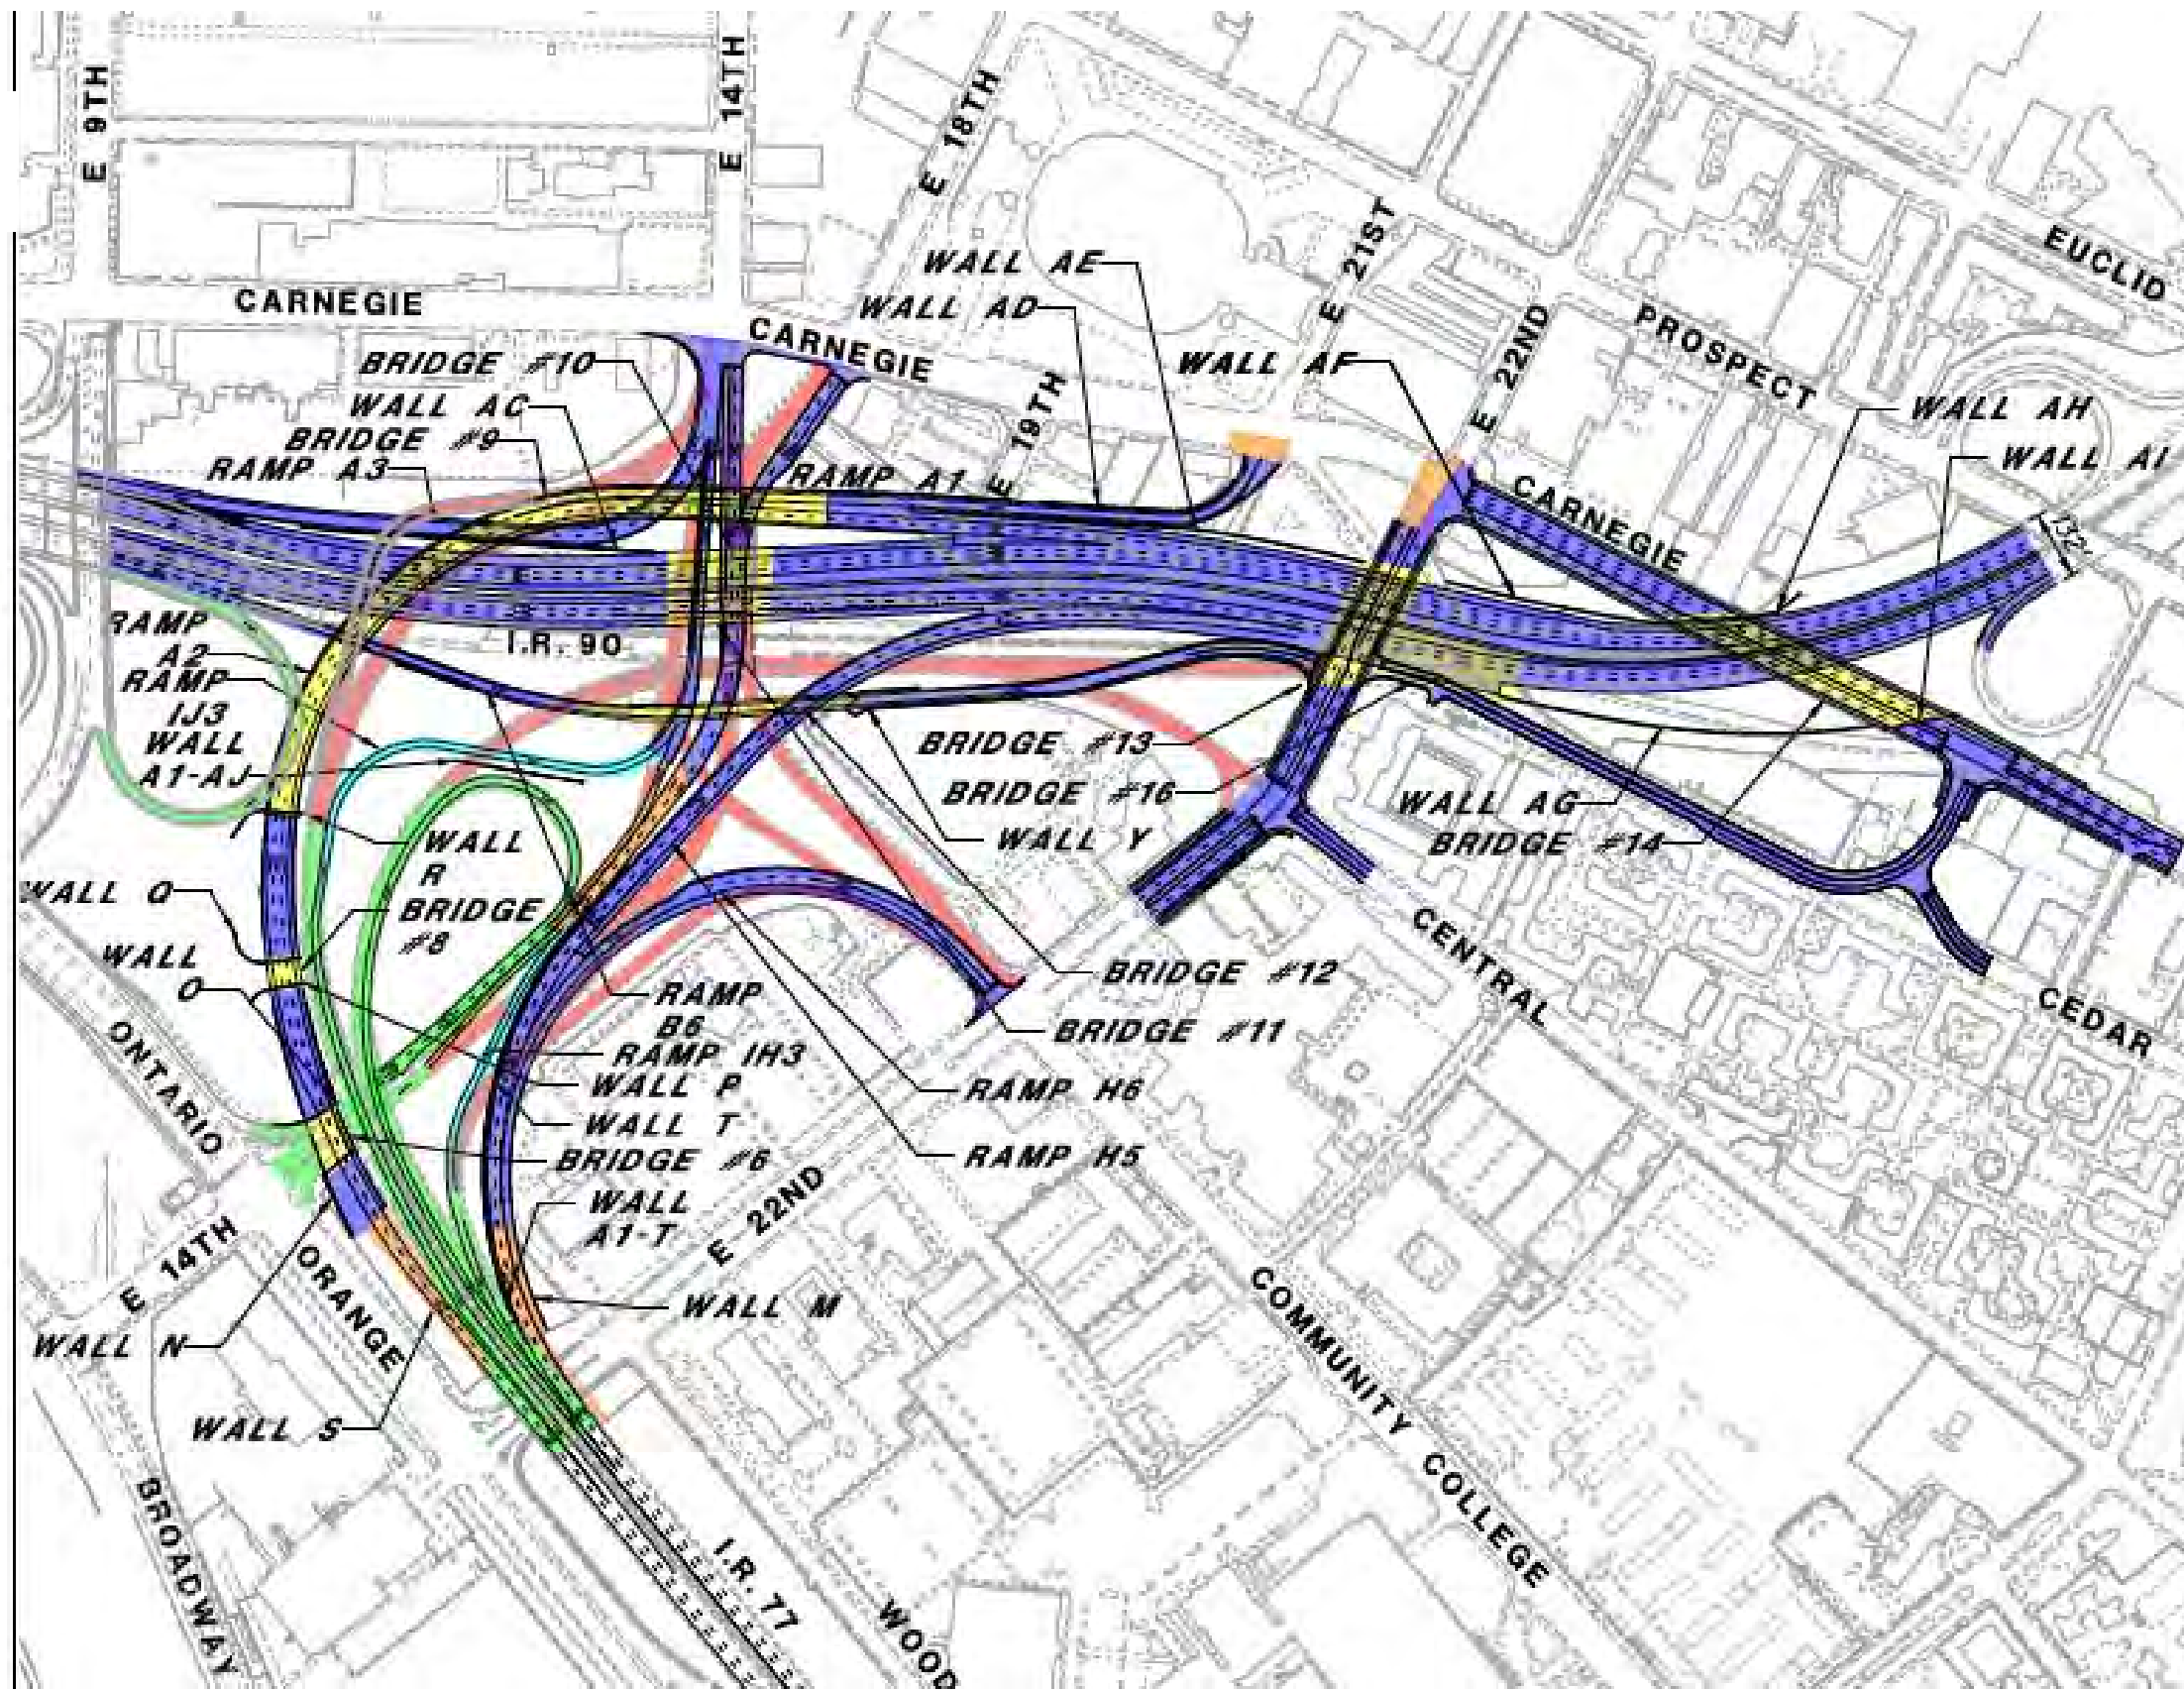 E 9TH
E 14TH
E 18TH
E 21ST
EUCLID
WALL AE
WALL AD
CARNEGIE
CARNEGIE
PROSPECT
E 22ND
BRIDGE #10
WALL AF
E 19TH
WALL AH
WALL AC
BRIDGE #9
WALL AI
RAMP A3
RAMP A1
CARNEGIE
132'
RAMP
A2
I.R. 90
RAMP
IJ3
WALL
A1-AJ
BRIDGE #13
BRIDGE #16
WALL AG
WALL Y
BRIDGE #14
WALL
R
WALL Q
BRIDGE
#8
WALL
O
CENTRAL
BRIDGE #12
RAMP
B6
BRIDGE #11
CEDAR
ONTARIO
RAMP IH3
WALL P
RAMP H6
WALL T
BRIDGE #6
RAMP H5
WALL
A1-T
E 22ND
E 14TH
ORANGE
WALL M
WALL N
COMMUNITY COLLEGE
WALL S
BROADWAY
I.R. 77
WOOD